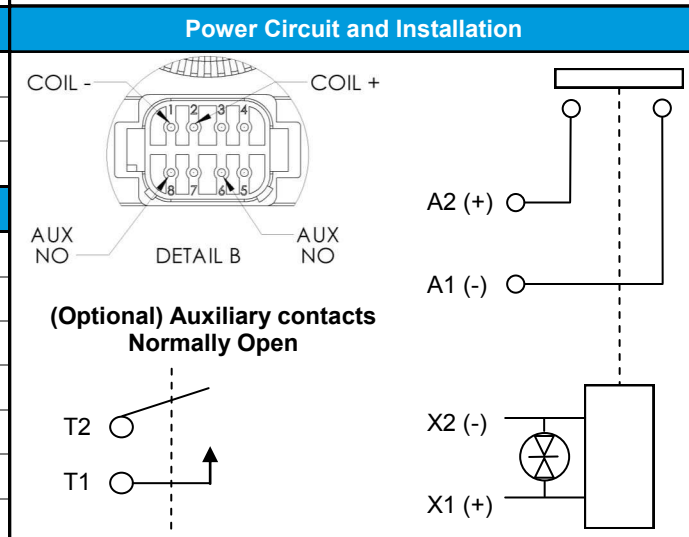 Power Circuit and Installation
COIL -
COIL +
1 2 3 4
8 7 6 5
AUX
NO
DETAIL B
AUX
NO
(Optional) Auxiliary contacts
Normally Open
T2
T1
A2 (+)
A1 (-)
X2 (-)
X1 (+)